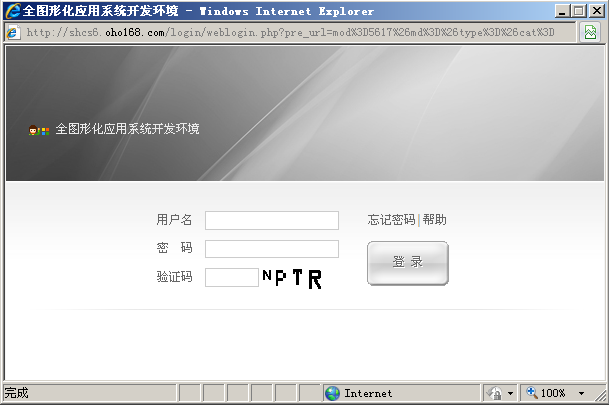 全图形化应用系统开发环境 - Windows Internet Explorer
http://shcs6.oho168.com/login/weblogin.php?pre_url=mod%3D5617%26md%3D%26type%3D%26cat%3D
全图形化应用系统开发环境
用户名 忘记密码|帮助
密 码
登 录
验证码 NPTR
完成 Internet 100%